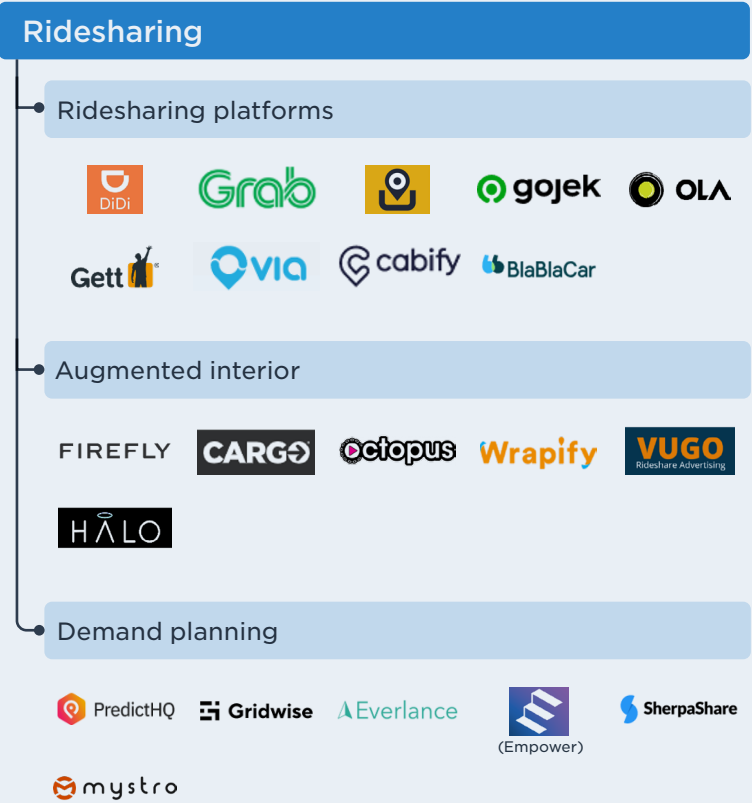 Ridesharing
Ridesharing platforms
DiDi
Grab
gojek
OLA
Gett
via
cabify
BlaBlaCar
Augmented interior
FIREFLY
CARGO
Octopus
Wrapify
VUGO
Rideshare Advertising
HALO
Demand planning
PredictHQ
Gridwise
Everlance
(Empower)
SherpaShare
mystro